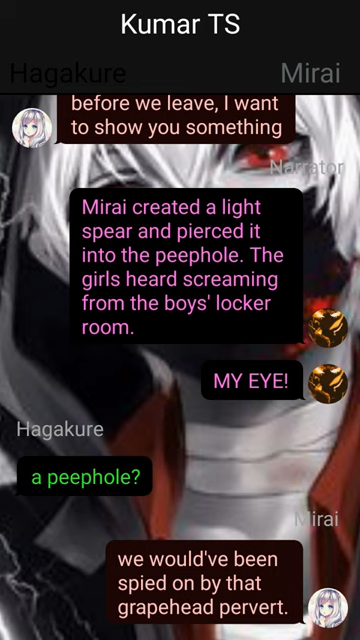 Kumar TS
Hagakure
Mirai
before we leave, I want
to show you something
Narrator
Mirai created a light
spear and pierced it
into the peephole. The
girls heard screaming
from the boys' locker
room.
MY EYE!
Hagakure
a peephole?
Mirai
we would've been
spied on by that
grapehead pervert.